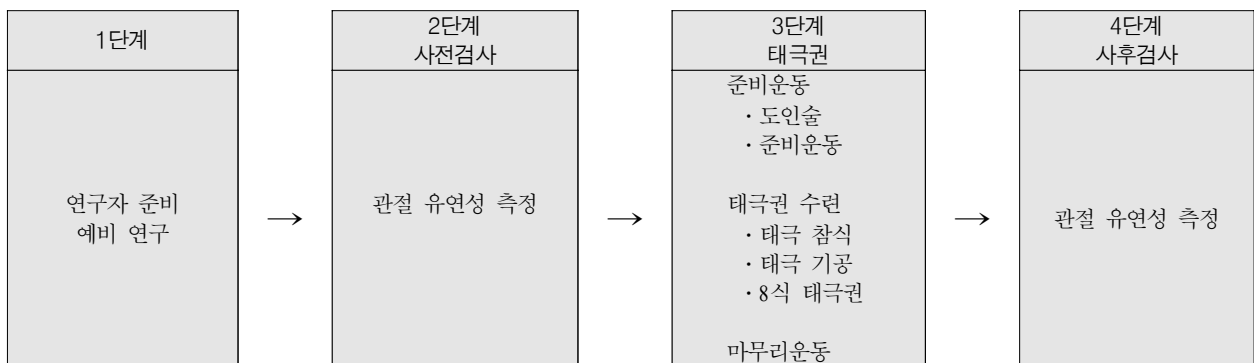 1단계
연구자 준비
예비 연구
→
2단계
사전검사
관절 유연성 측정
→
3단계
태극권
준비운동
· 도인술
· 준비운동
태극권 수련
· 태극 참식
· 태극 기공
· 8식 태극권
마무리운동
→
4단계
사후검사
관절 유연성 측정